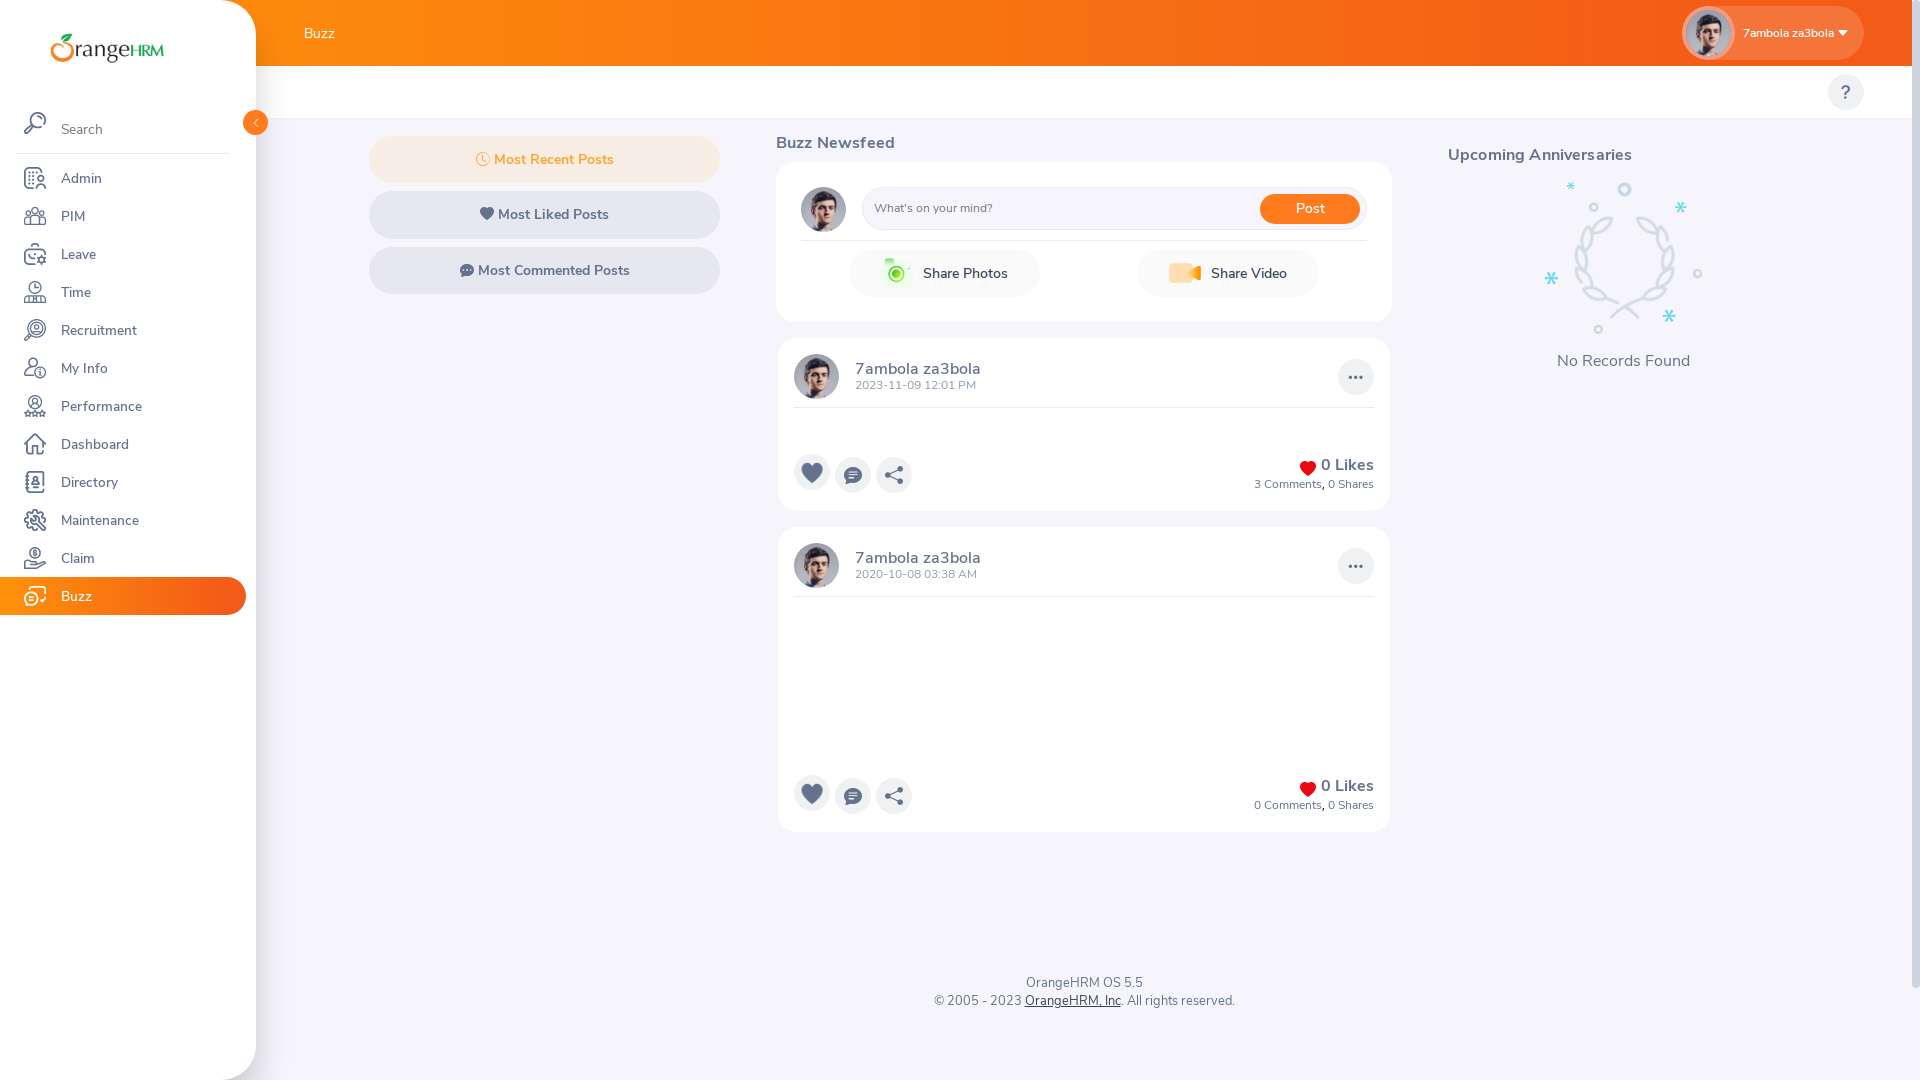 OrangeHRM
Search
Admin
PIM
Leave
Time
Recruitment
My Info
Performance
Dashboard
Directory
Maintenance
Claim
Buzz
Buzz
7ambola za3bola
?
Most Recent Posts
Most Liked Posts
Most Commented Posts
Buzz Newsfeed
What's on your mind?
Post
Share Photos
Share Video
7ambola za3bola
2023-11-09 12:01 PM
0 Likes
3 Comments, 0 Shares
7ambola za3bola
2020-10-08 03:38 AM
0 Likes
0 Comments, 0 Shares
Upcoming Anniversaries
No Records Found
OrangeHRM OS 5.5
© 2005 - 2023 OrangeHRM, Inc. All rights reserved.